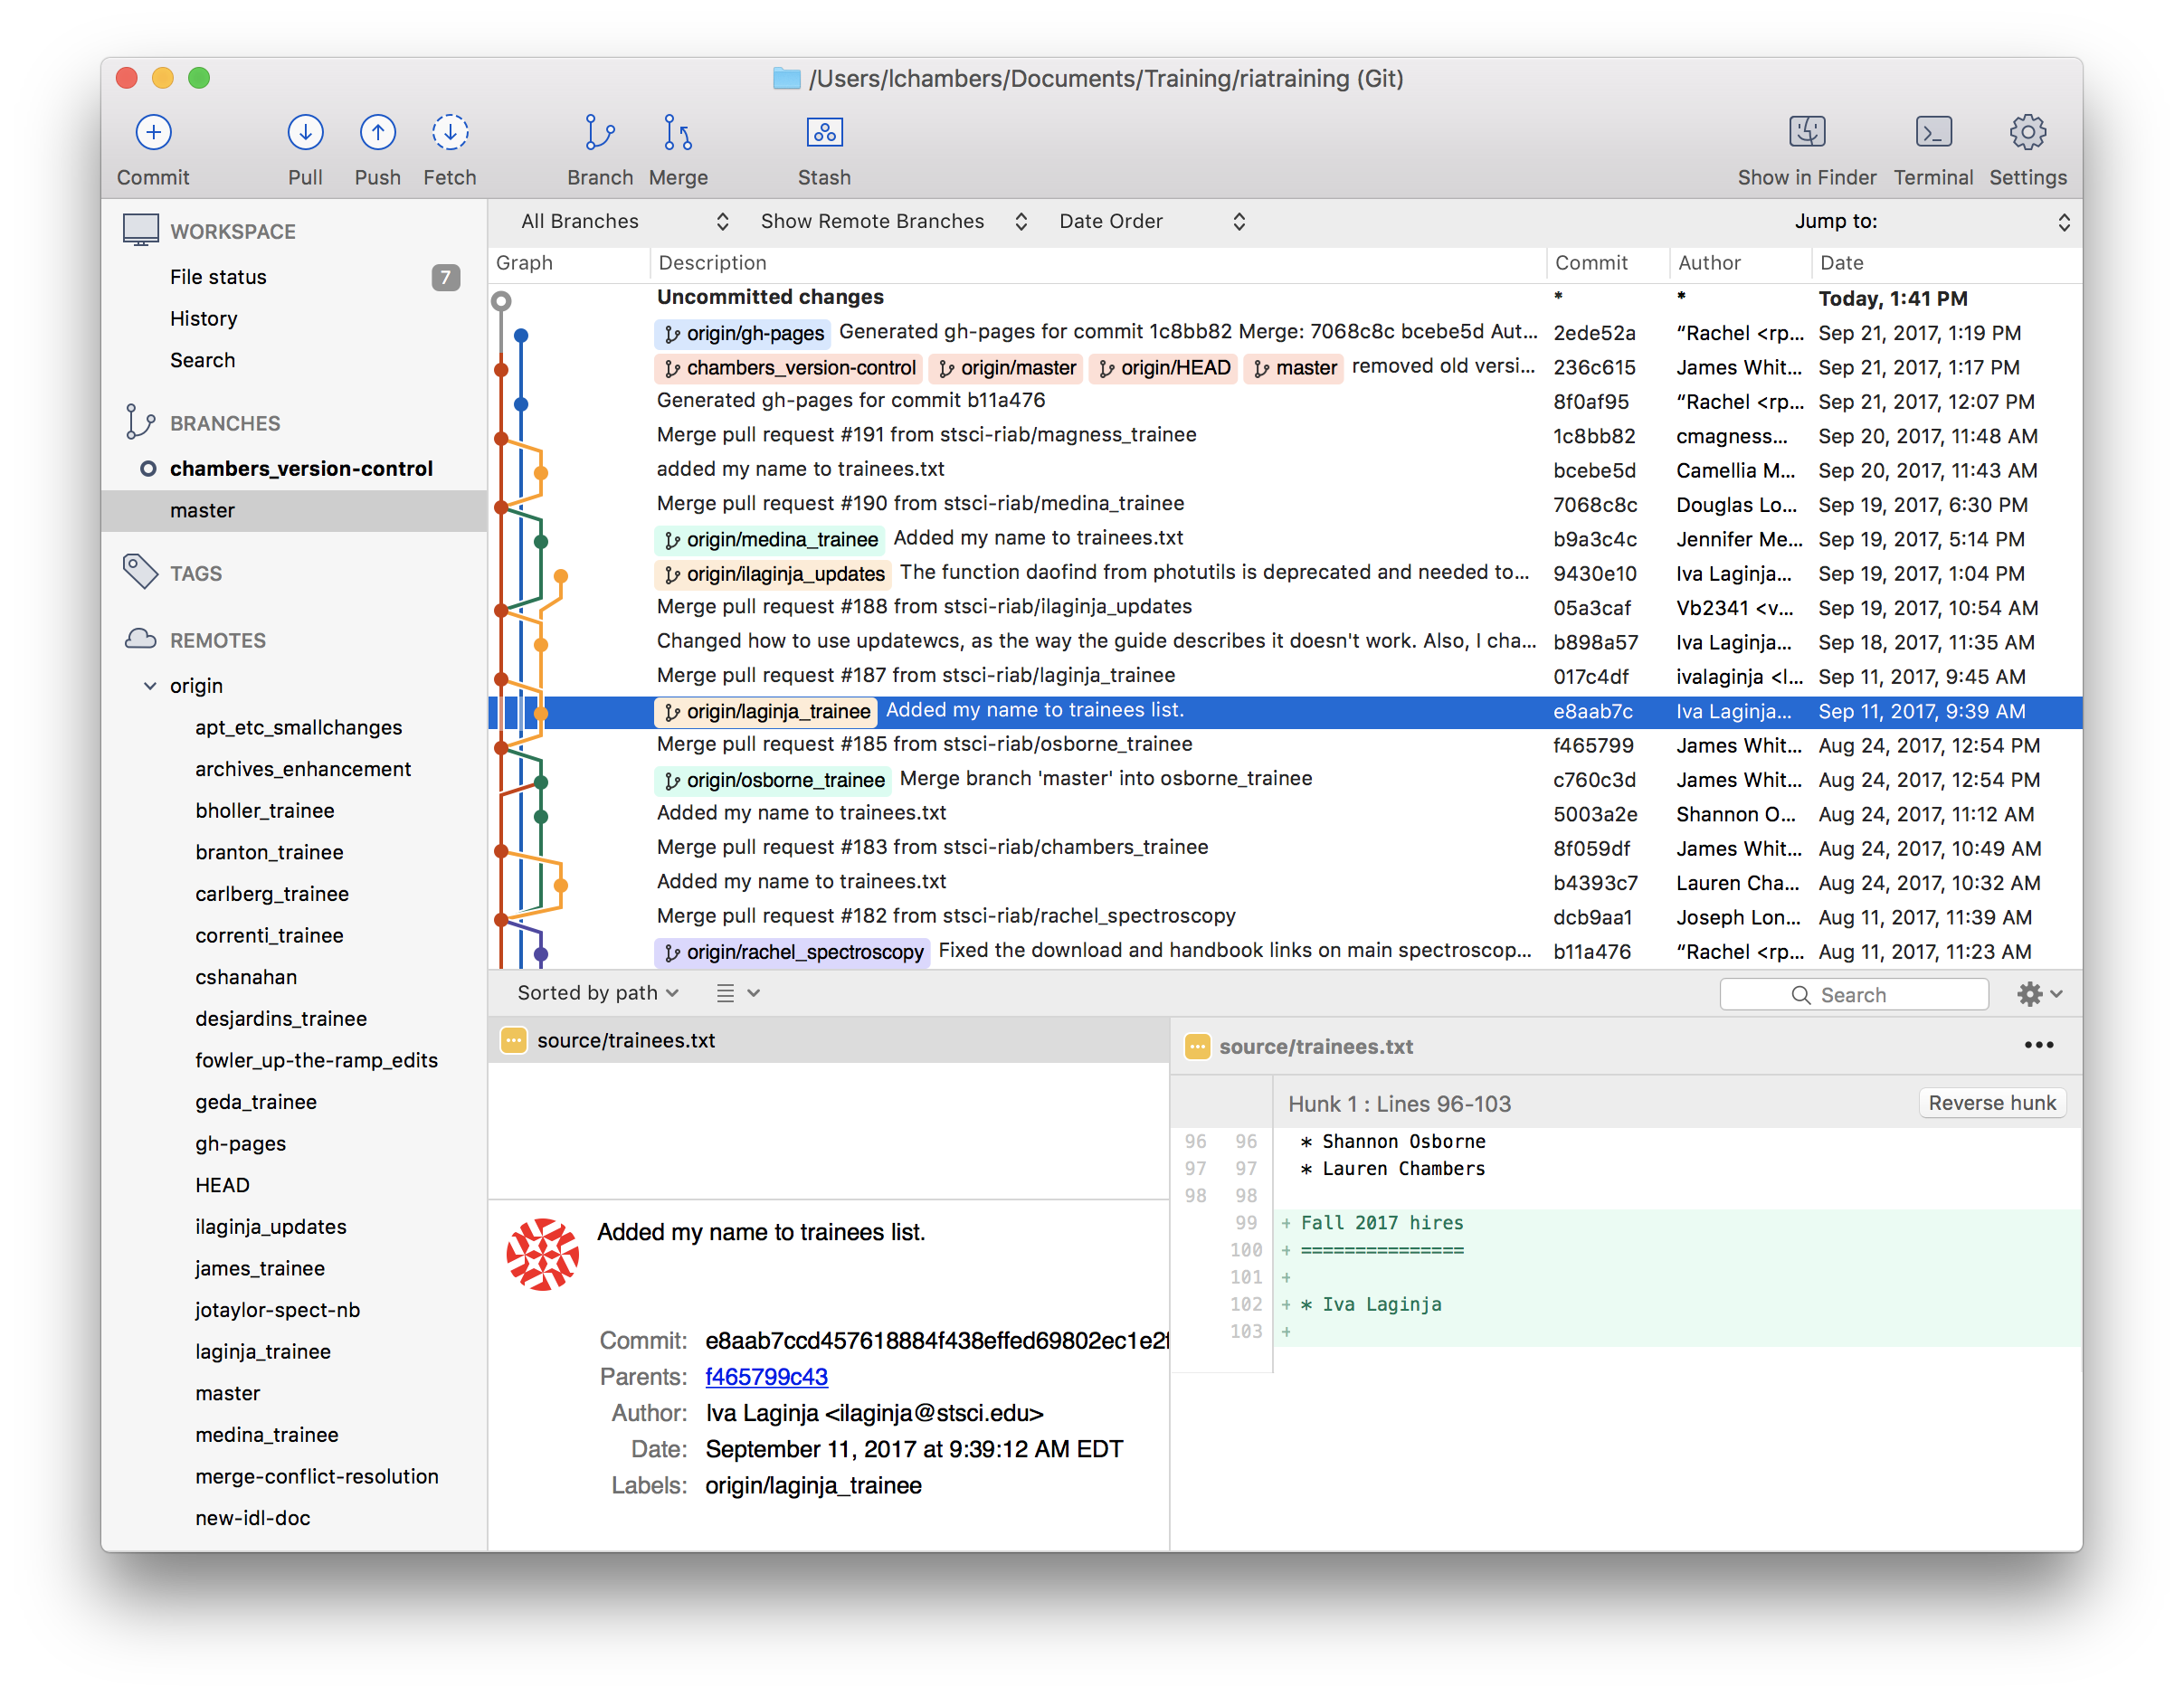 /Users/lchambers/Documents/Training/riatraining (Git)
Commit Pull Push Fetch Branch Merge Stash Show in Finder Terminal Settings
WORKSPACE
File status 7
History
Search
BRANCHES
chambers_version-control
master
TAGS
REMOTES
origin
apt_etc_smallchanges
archives_enhancement
bholler_trainee
branton_trainee
carlberg_trainee
correnti_trainee
cshanahan
desjardins_trainee
fowler_up-the-ramp_edits
geda_trainee
gh-pages
HEAD
ilaginja_updates
james_trainee
jotaylor-spect-nb
laginja_trainee
master
medina_trainee
merge-conflict-resolution
new-idl-doc
All Branches Show Remote Branches Date Order Jump to:
Graph Description Commit Author Date
Uncommitted changes * * Today, 1:41 PM
origin/gh-pages Generated gh-pages for commit 1c8bb82 Merge: 7068c8c bcebe5d Aut... 2ede52a “Rachel <rp... Sep 21, 2017, 1:19 PM
chambers_version-control origin/master origin/HEAD master removed old versi... 236c615 James Whit... Sep 21, 2017, 1:17 PM
Generated gh-pages for commit b11a476 8f0af95 “Rachel <rp... Sep 21, 2017, 12:07 PM
Merge pull request #191 from stsci-riab/magness_trainee 1c8bb82 cmagness... Sep 20, 2017, 11:48 AM
added my name to trainees.txt bcebe5d Camellia M... Sep 20, 2017, 11:43 AM
Merge pull request #190 from stsci-riab/medina_trainee 7068c8c Douglas Lo... Sep 19, 2017, 6:30 PM
origin/medina_trainee Added my name to trainees.txt b9a3c4c Jennifer Me... Sep 19, 2017, 5:14 PM
origin/ilaginja_updates The function daofind from photutils is deprecated and needed to... 9430e10 Iva Laginja... Sep 19, 2017, 1:04 PM
Merge pull request #188 from stsci-riab/ilaginja_updates 05a3caf Vb2341 <v... Sep 19, 2017, 10:54 AM
Changed how to use updatewcs, as the way the guide describes it doesn't work. Also, I cha... b898a57 Iva Laginja... Sep 18, 2017, 11:35 AM
Merge pull request #187 from stsci-riab/laginja_trainee 017c4df ivalaginja <l... Sep 11, 2017, 9:45 AM
origin/laginja_trainee Added my name to trainees list. e8aab7c Iva Laginja... Sep 11, 2017, 9:39 AM
Merge pull request #185 from stsci-riab/osborne_trainee f465799 James Whit... Aug 24, 2017, 12:54 PM
origin/osborne_trainee Merge branch 'master' into osborne_trainee c760c3d James Whit... Aug 24, 2017, 12:54 PM
Added my name to trainees.txt 5003a2e Shannon O... Aug 24, 2017, 11:12 AM
Merge pull request #183 from stsci-riab/chambers_trainee 8f059df James Whit... Aug 24, 2017, 10:49 AM
Added my name to trainees.txt b4393c7 Lauren Cha... Aug 24, 2017, 10:32 AM
Merge pull request #182 from stsci-riab/rachel_spectroscopy dcb9aa1 Joseph Lon... Aug 11, 2017, 11:39 AM
origin/rachel_spectroscopy Fixed the download and handbook links on main spectroscop... b11a476 “Rachel <rp... Aug 11, 2017, 11:23 AM
Sorted by path Search
source/trainees.txt
Added my name to trainees list.
Commit: e8aab7ccd457618884f438effed69802ec1e2f
Parents: f465799c43
Author: Iva Laginja <ilaginja@stsci.edu>
Date: September 11, 2017 at 9:39:12 AM EDT
Labels: origin/laginja_trainee
source/trainees.txt
Hunk 1 : Lines 96-103 Reverse hunk
96 96 * Shannon Osborne
97 97 * Lauren Chambers
98 98
99 + Fall 2017 hires
100 + ===============
101 +
102 + * Iva Laginja
103 +